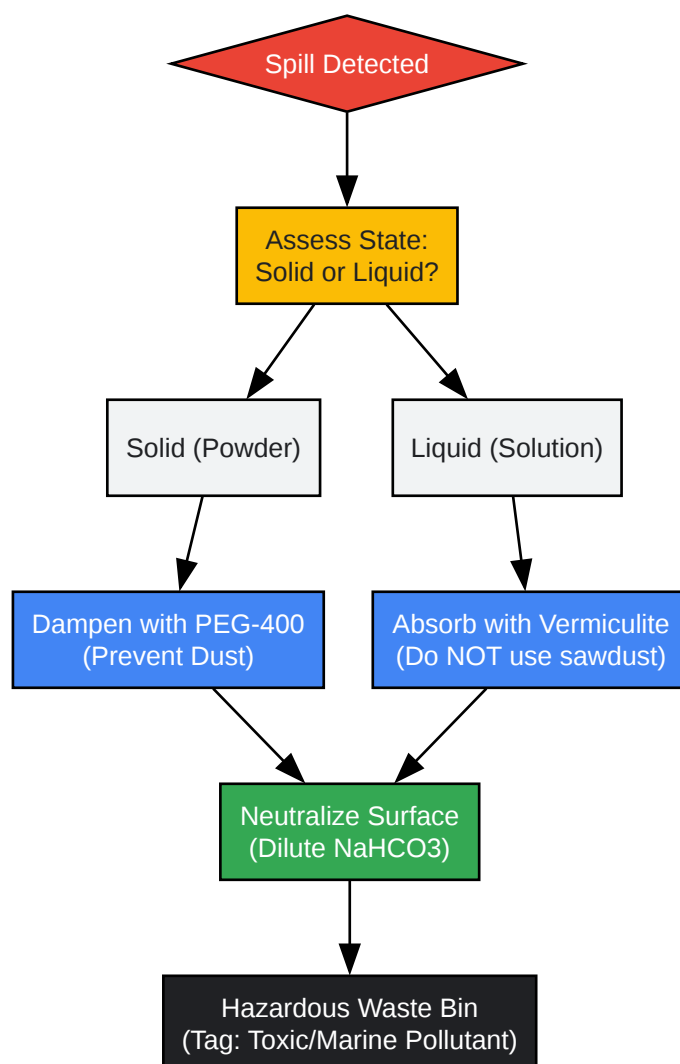 Spill Detected
Assess State:
Solid or Liquid?
Solid (Powder)
Liquid (Solution)
Dampen with PEG-400
(Prevent Dust)
Absorb with Vermiculite
(Do NOT use sawdust)
Neutralize Surface
(Dilute NaHCO3)
Hazardous Waste Bin
(Tag: Toxic/Marine Pollutant)